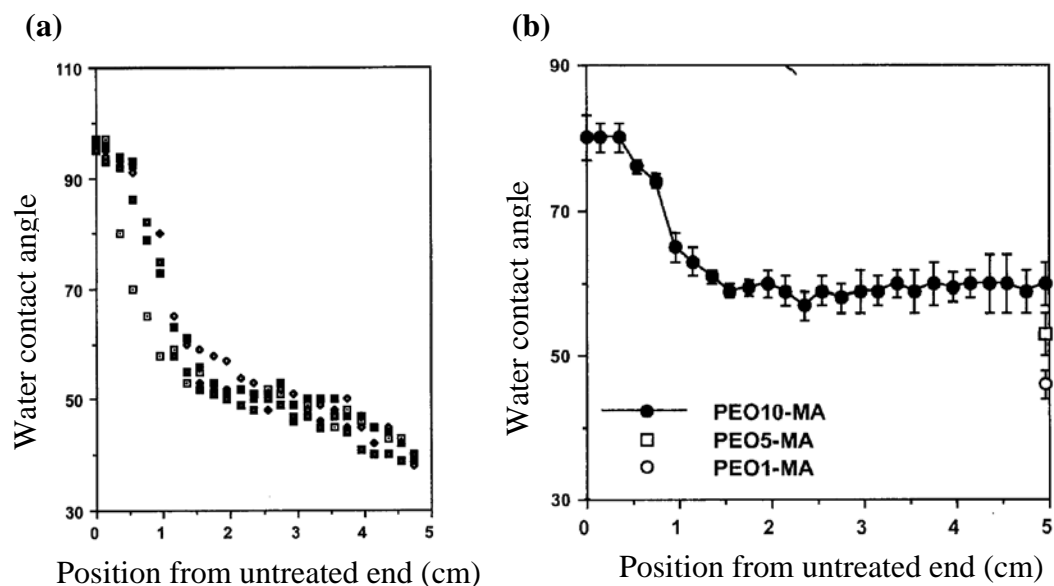 (a)
110
90
70
50
30
Water contact angle
0 1 2 3 4 5
Position from untreated end (cm)
(b)
90
70
50
30
Water contact angle
PEO10-MA
PEO5-MA
PEO1-MA
0 1 2 3 4 5
Position from untreated end (cm)